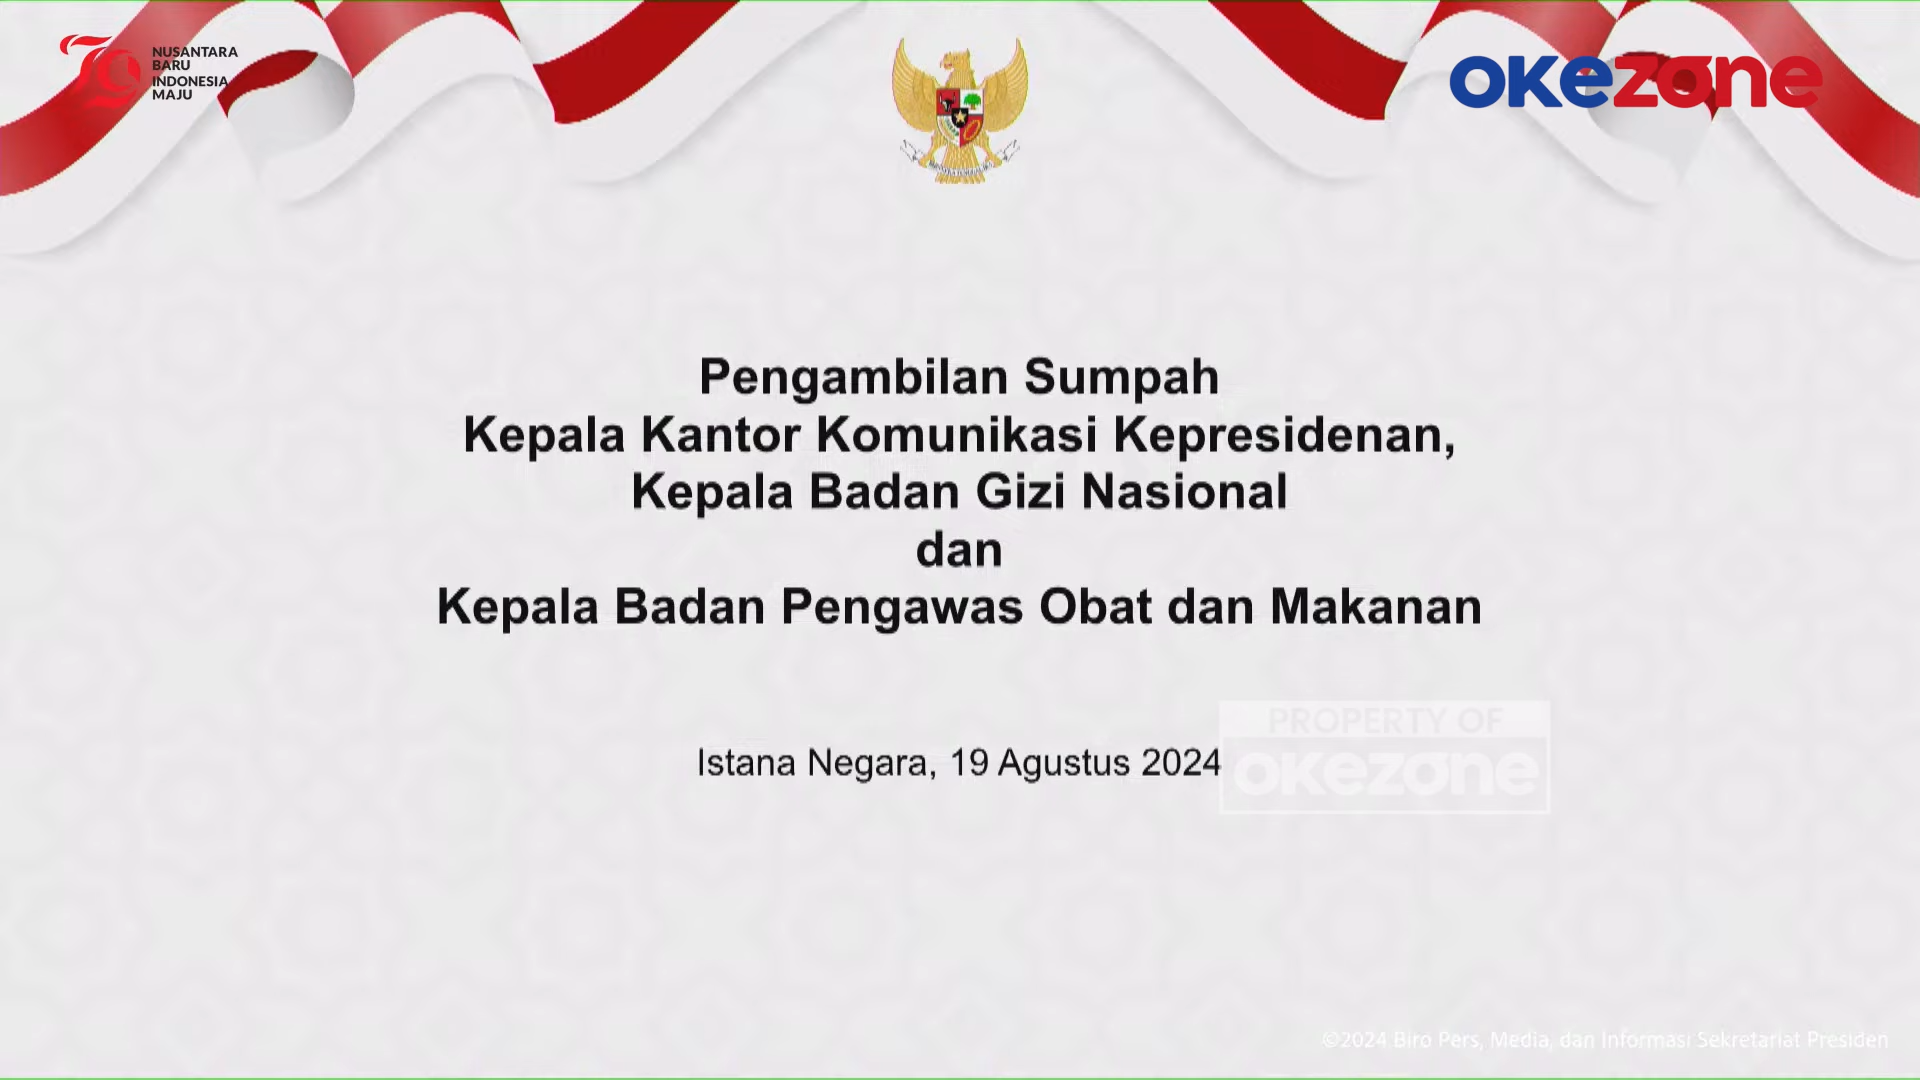 NUSANTARA
BARU
INDONESIA
MAJU
okezone
Pengambilan Sumpah
Kepala Kantor Komunikasi Kepresidenan,
Kepala Badan Gizi Nasional
dan
Kepala Badan Pengawas Obat dan Makanan
Istana Negara, 19 Agustus 2024
PROPERTY OF
okezone
©2024 Biro Pers, Media, dan Informasi Sekretariat Presiden